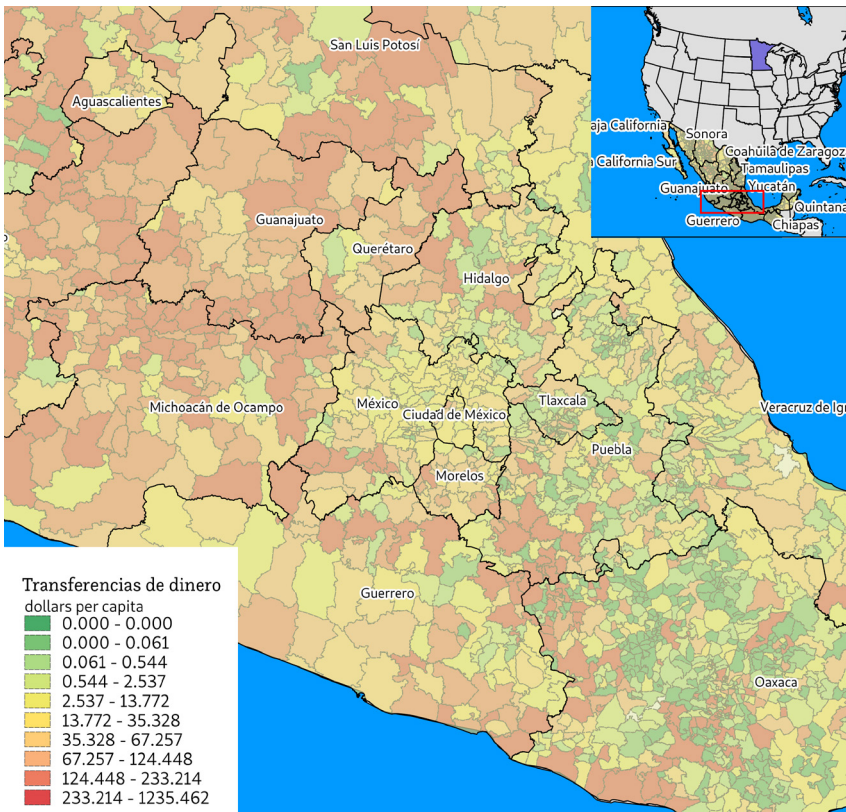 San Luis Potosí
Aguascalientes
Guanajuato
Querétaro
Hidalgo
Michoacán de Ocampo
México
Ciudad de México
Tlaxcala
Morelos
Puebla
Veracruz de Ign
Guerrero
Oaxaca
aja California
Sonora
a California Sur
Coahuila de Zaragoz
Tamaulipas
Guanajuato
Yucatán
Quintana
Guerrero
Chiapas
Transferencias de dinero
dollars per capita
0.000 - 0.000
0.000 - 0.061
0.061 - 0.544
0.544 - 2.537
2.537 - 13.772
13.772 - 35.328
35.328 - 67.257
67.257 - 124.448
124.448 - 233.214
233.214 - 1235.462